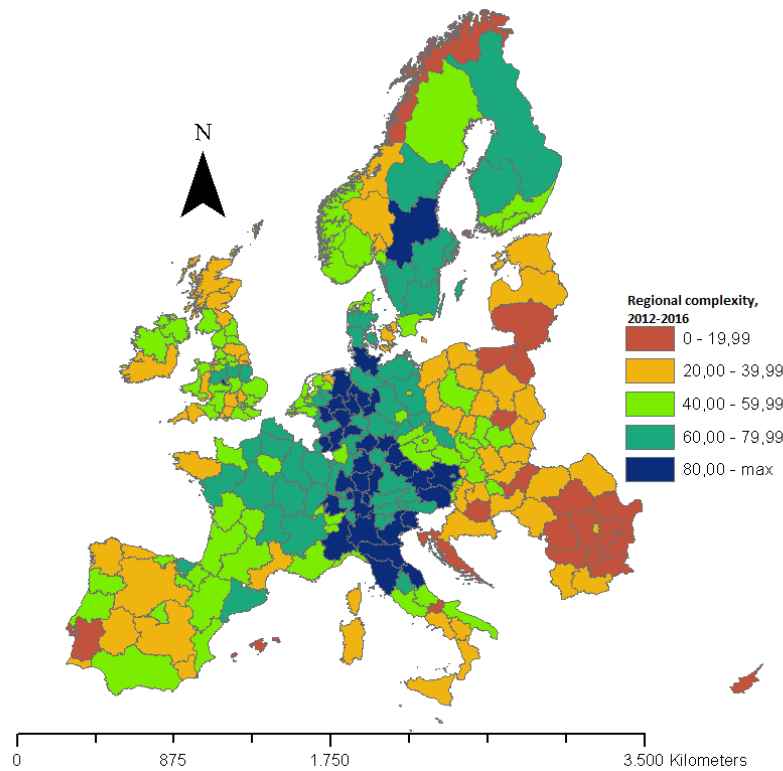 N
Regional complexity,
2012-2016
0 - 19,99
20,00 - 39,99
40,00 - 59,99
60,00 - 79,99
80,00 - max
0 875 1.750 3.500 Kilometers